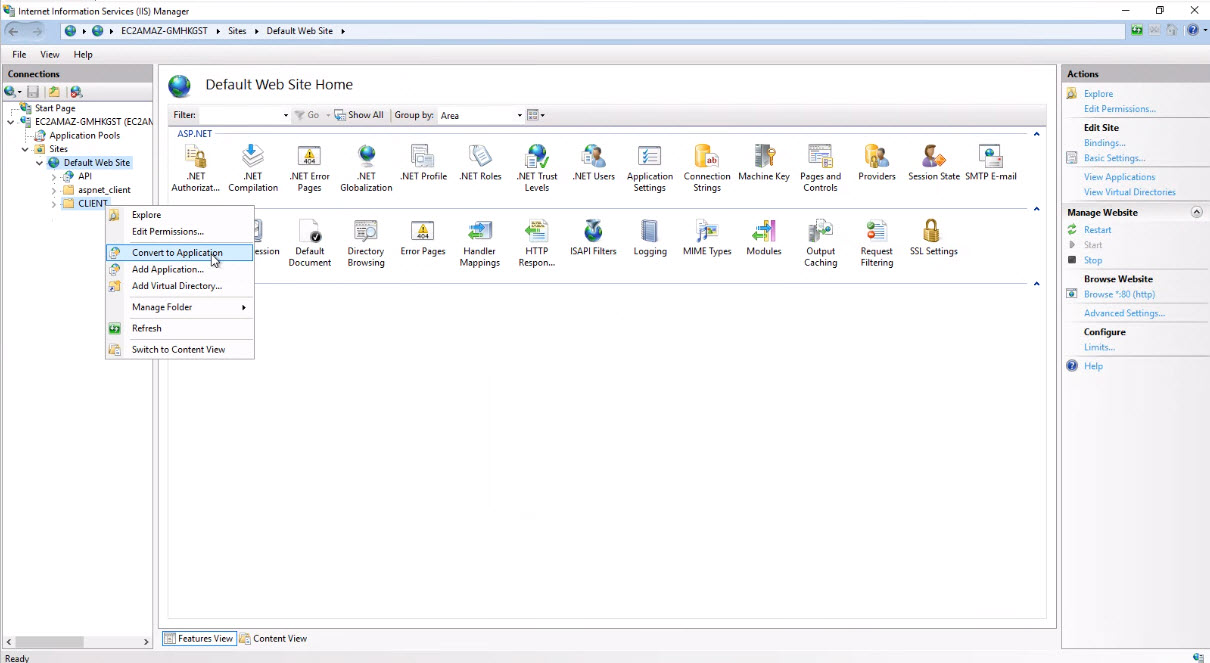 Internet Information Services (IIS) Manager
EC2AMAZ-GMHKGST
Sites
Default Web Site
File View Help
Connections
Start Page
EC2AMAZ-GMHKGST (EC2AN
Application Pools
Sites
Default Web Site
API
aspnet_client
CLIENT
Explore
Edit Permissions...
Convert to Application
Add Application...
Add Virtual Directory...
Manage Folder
Refresh
Switch to Content View
Default Web Site Home
Filter: Go Show All Group by: Area
ASP.NET
.NET Authorizat...
.NET Compilation
.NET Error Pages
.NET Globalization
.NET Profile
.NET Roles
.NET Trust Levels
.NET Users
Application Settings
Connection Strings
Machine Key
Pages and Controls
Providers
Session State
SMTP E-mail
ession
Default Document
Directory Browsing
Error Pages
Handler Mappings
HTTP Respon...
ISAPI Filters
Logging
MIME Types
Modules
Output Caching
Request Filtering
SSL Settings
Features View
Content View
Actions
Explore
Edit Permissions...
Edit Site
Bindings...
Basic Settings...
View Applications
View Virtual Directories
Manage Website
Restart
Start
Stop
Browse Website
Browse *:80 (http)
Advanced Settings...
Configure
Limits...
Help
Ready